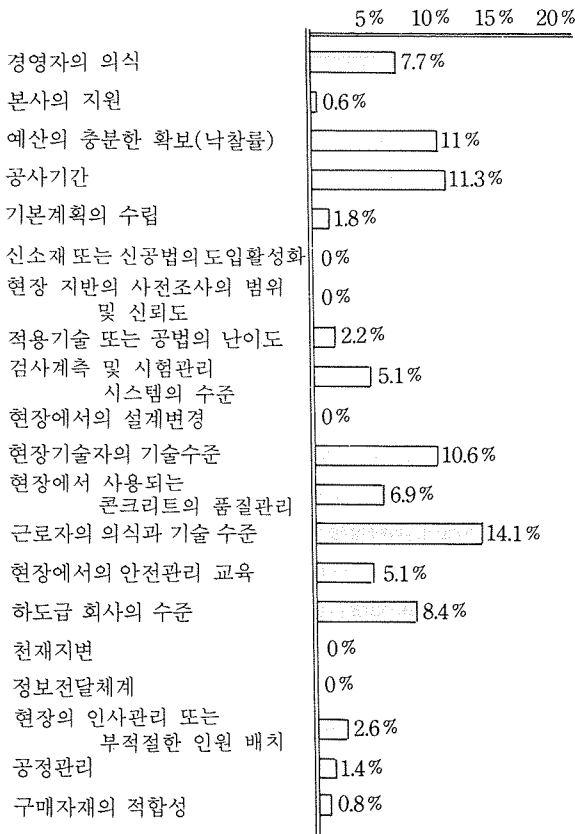 5% 10% 15% 20%
경영자의 의식 7.7%
본사의 지원 0.6%
예산의 충분한 확보(낙찰률) 11%
공사기간 11.3%
기본계획의 수립 1.8%
신소재 또는 신공법의 도입활성화 0%
현장 지반의 사전조사의 범위
및 신뢰도 0%
적용기술 또는 공법의 난이도 2.2%
검사계측 및 시험관리
시스템의 수준 5.1%
현장에서의 설계변경 0%
현장기술자의 기술수준 10.6%
현장에서 사용되는
콘크리트의 품질관리 6.9%
근로자의 의식과 기술 수준 14.1%
현장에서의 안전관리 교육 5.1%
하도급 회사의 수준 8.4%
천재지변 0%
정보전달체계 0%
현장의 인사관리 또는
부적절한 인원 배치 2.6%
공정관리 1.4%
구매자재의 적합성 0.8%